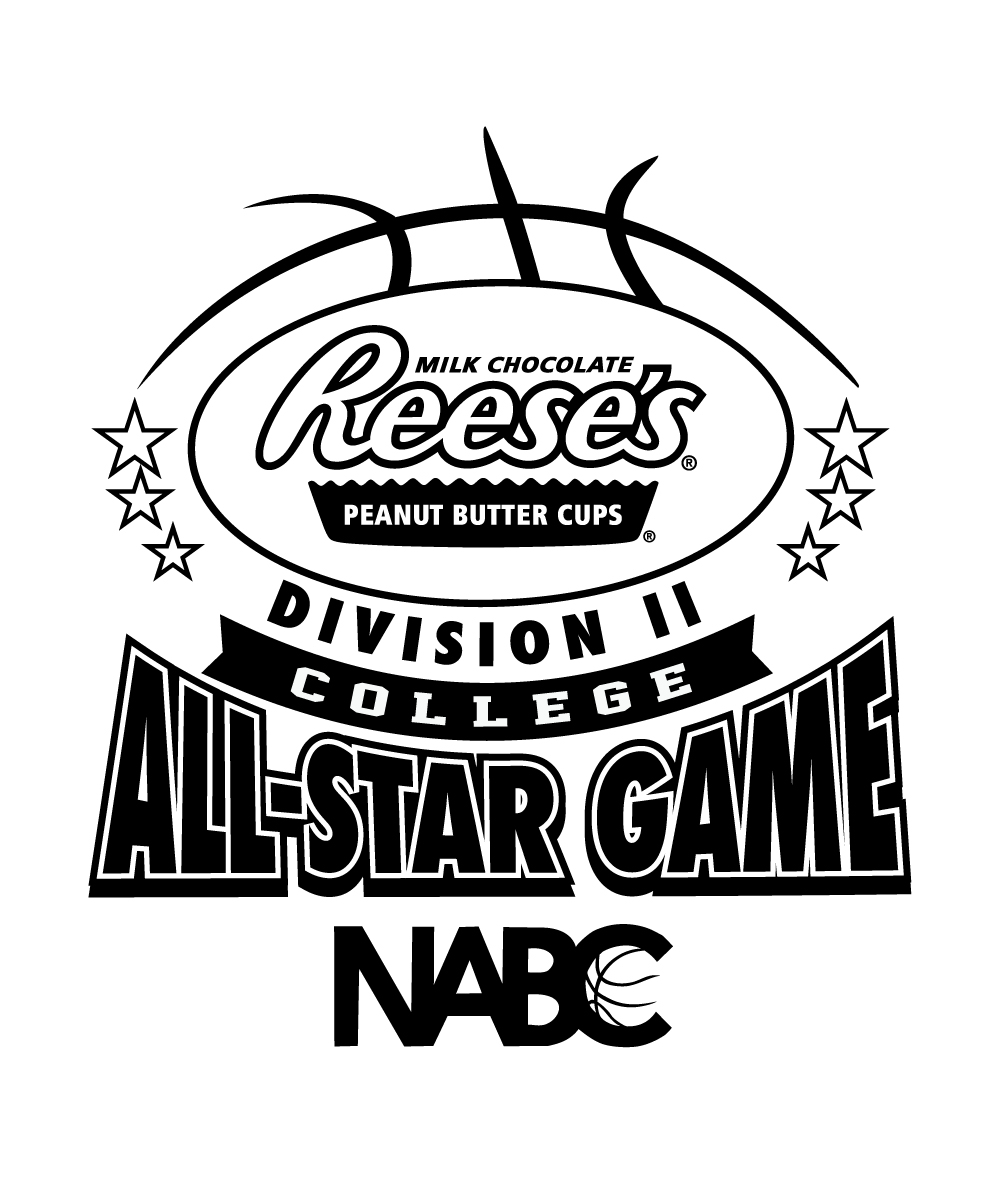 MILK CHOCOLATE
Reese's®
PEANUT BUTTER CUPS®
DIVISION II
COLLEGE
ALL-STAR GAME
NABC